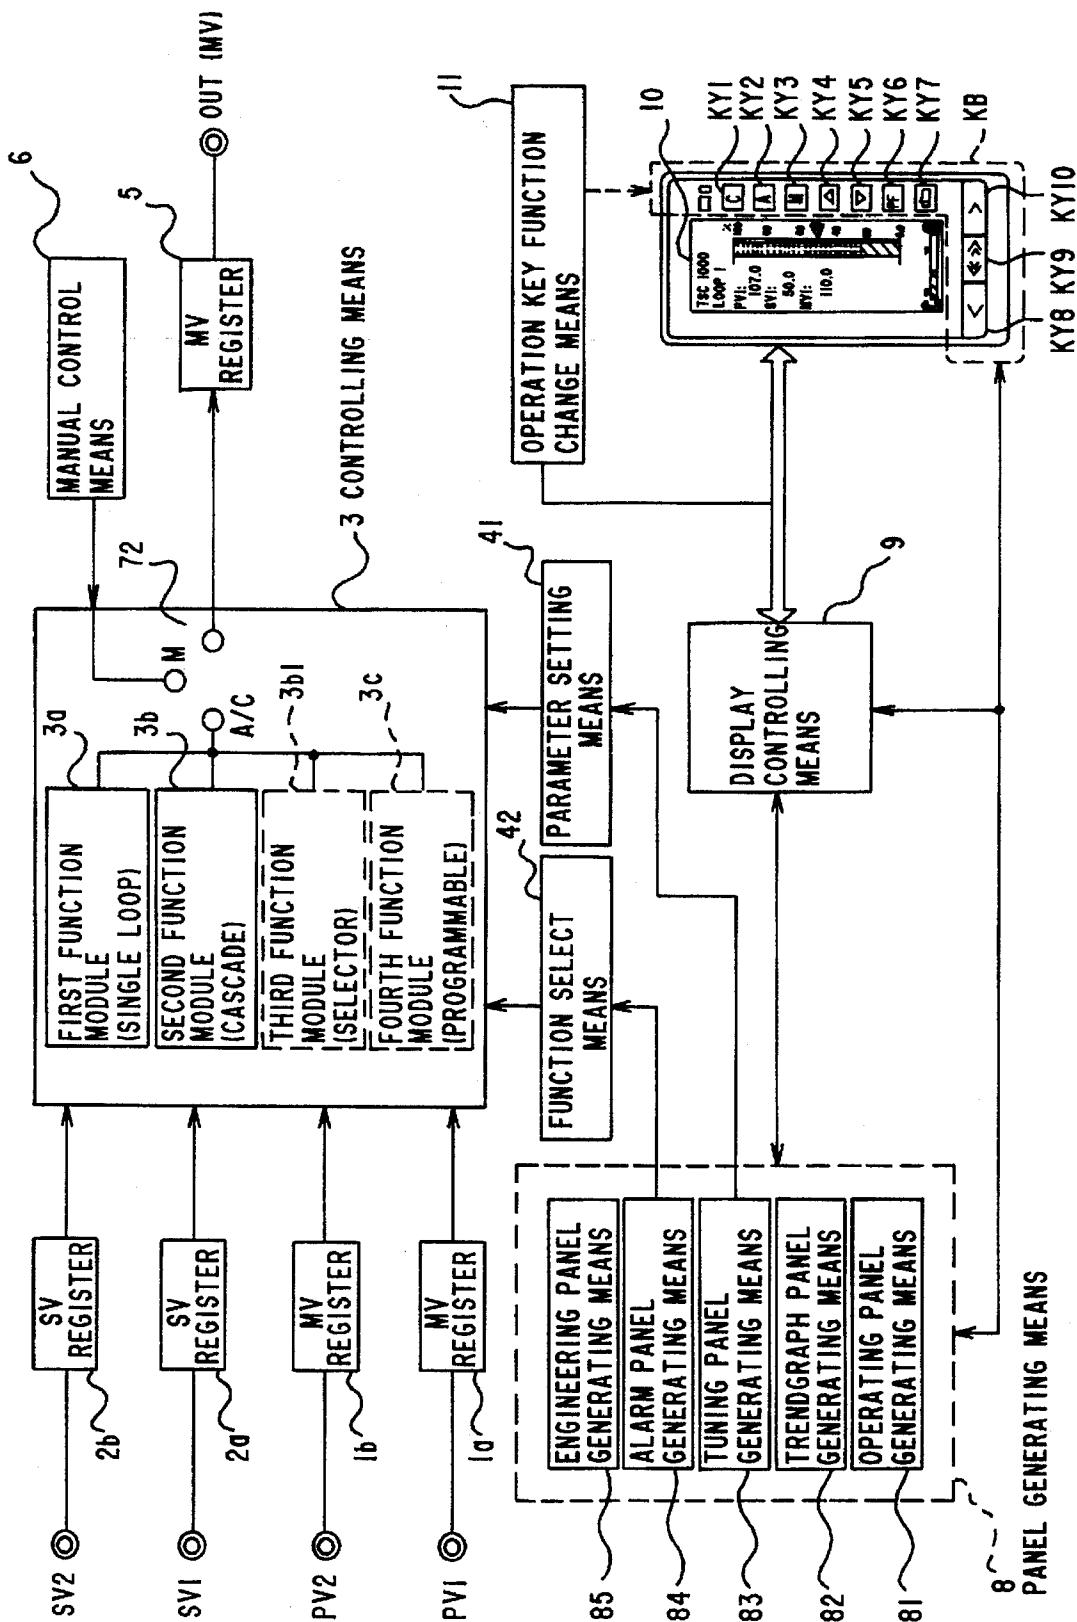 SV2
SV
REGISTER
2b
SV1
SV
REGISTER
2a
PV2
MV
REGISTER
1b
PV1
MV
REGISTER
1a
FIRST FUNCTION
MODULE
(SINGLE LOOP)
3a
SECOND FUNCTION
MODULE
(CASCADE)
3b
THIRD FUNCTION
MODULE
(SELECTOR)
3b1
FOURTH FUNCTION
MODULE
(PROGRAMMABLE)
3c
A/C
M
72
3 CONTROLLING MEANS
MANUAL CONTROL
MEANS
6
MV
REGISTER
5
OUT (MV)
FUNCTION SELECT
MEANS
42
PARAMETER SETTING
MEANS
41
OPERATION KEY FUNCTION
CHANGE MEANS
11
ENGINEERING PANEL
GENERATING MEANS
85
ALARM PANEL
GENERATING MEANS
84
TUNING PANEL
GENERATING MEANS
83
TRENDGRAPH PANEL
GENERATING MEANS
82
OPERATING PANEL
GENERATING MEANS
81
8
PANEL GENERATING MEANS
DISPLAY
CONTROLLING
MEANS
9
10
TSC 1000
LOOP 1
PV1:
107.0
SV1:
50.0
MV1:
110.0
%
C
A
M
PF
KY1
KY2
KY3
KY4
KY5
KY6
KY7
KB
KY8
KY9
KY10